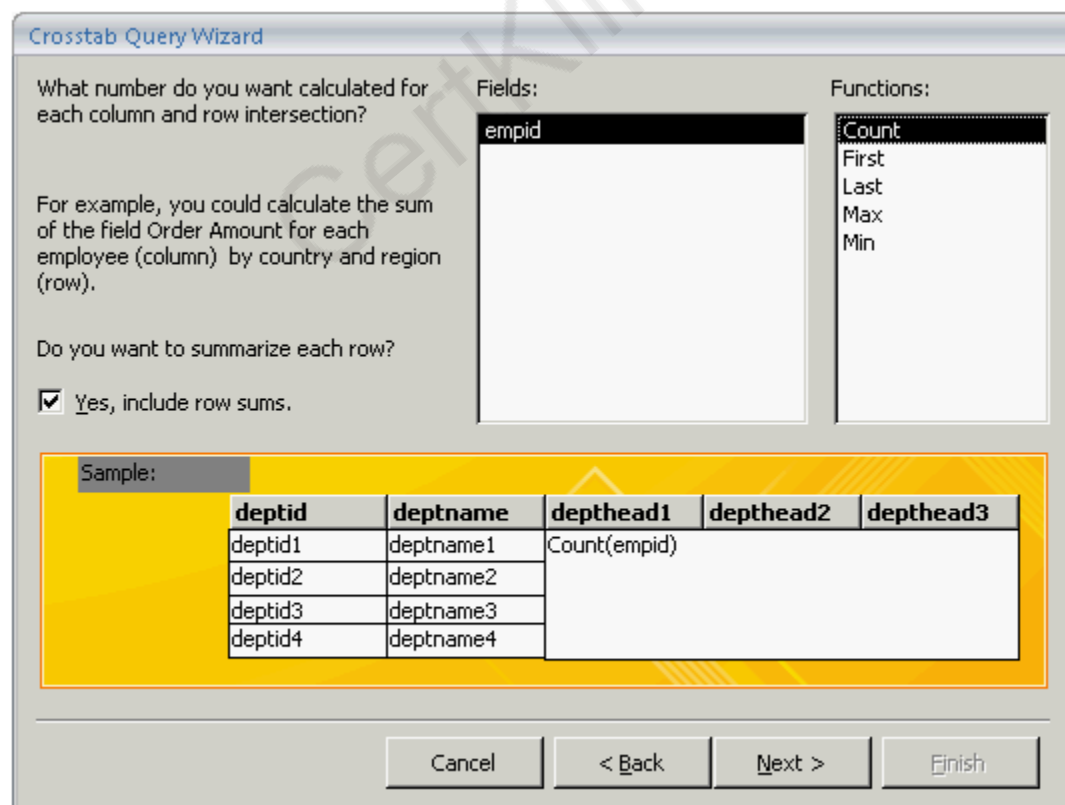 Crosstab Query Wizard
What number do you want calculated for
each column and row intersection?
For example, you could calculate the sum
of the field Order Amount for each
employee (column)  by country and region
(row).
Do you want to summarize each row?
Yes, include row sums.
Fields:
empid
Functions:
Count
First
Last
Max
Min
Sample:
deptid deptname depthead1 depthead2 depthead3
deptid1 deptname1 Count(empid)
deptid2 deptname2
deptid3 deptname3
deptid4 deptname4
Cancel < Back Next > Finish